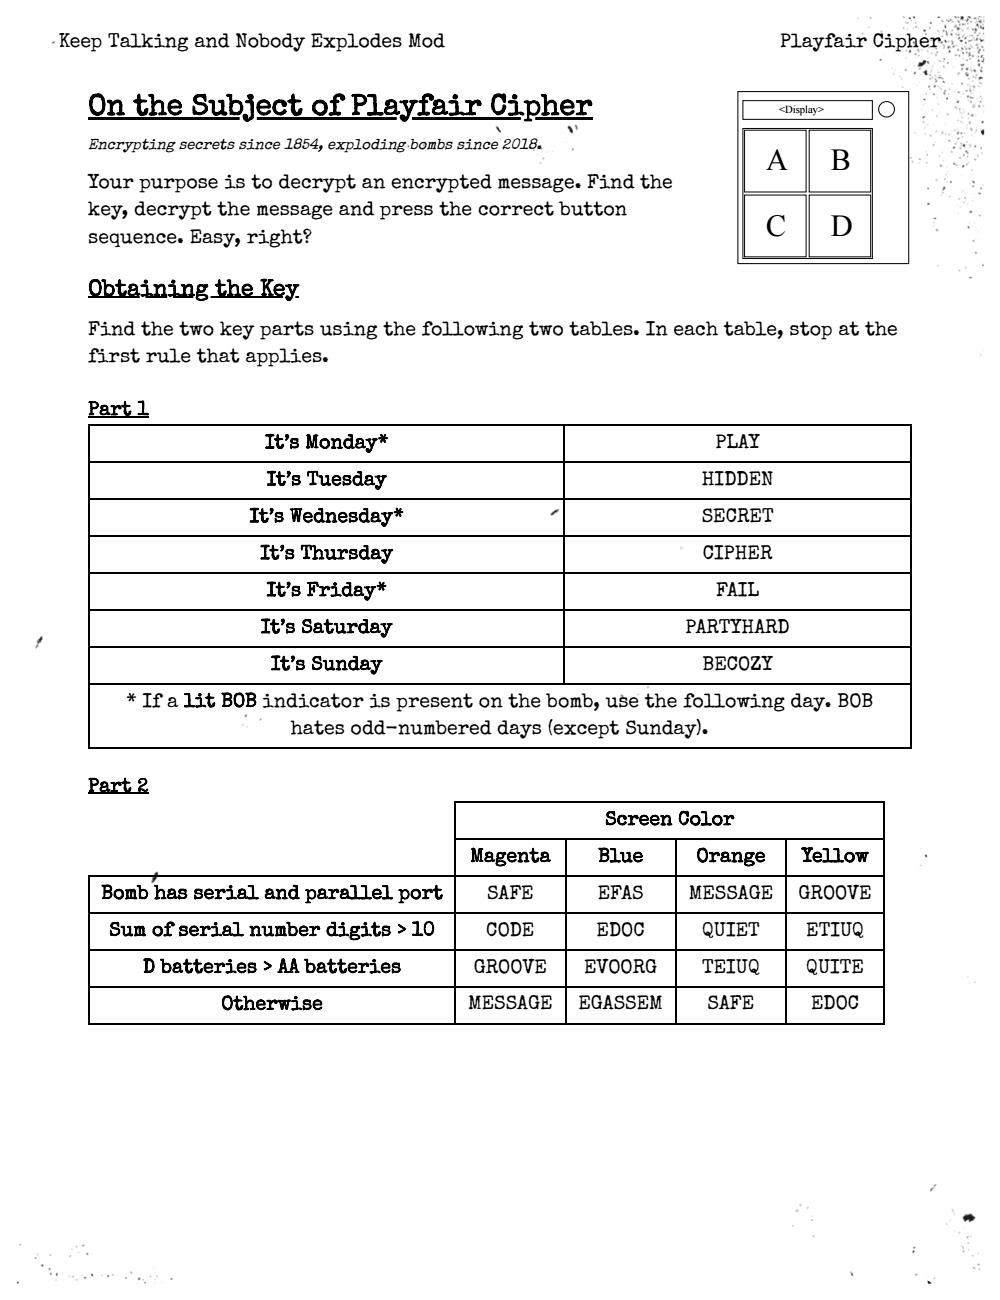 Keep Talking and Nobody Explodes Mod
Playfair Cipher
On the Subject of Playfair Cipher
Encrypting secrets since 1854, exploding bombs since 2018.
Your purpose is to decrypt an encrypted message. Find the
key, decrypt the message and press the correct button
sequence. Easy, right?
<Display>
A B
C D
Obtaining the Key
Find the two key parts using the following two tables. In each table, stop at the
first rule that applies.
Part 1
It's Monday* PLAY
It's Tuesday HIDDEN
It's Wednesday* SECRET
It's Thursday CIPHER
It's Friday* FAIL
It's Saturday PARTYHARD
It's Sunday BECOZY
* If a lit BOB indicator is present on the bomb, use the following day. BOB
hates odd-numbered days (except Sunday).
Part 2
Screen Color
Magenta Blue Orange Yellow
Bomb has serial and parallel port SAFE EFAS MESSAGE GROOVE
Sum of serial number digits > 10 CODE EDOC QUIET ETIUQ
D batteries > AA batteries GROOVE EVOORG TEIUQ QUITE
Otherwise MESSAGE EGASSEM SAFE EDOC